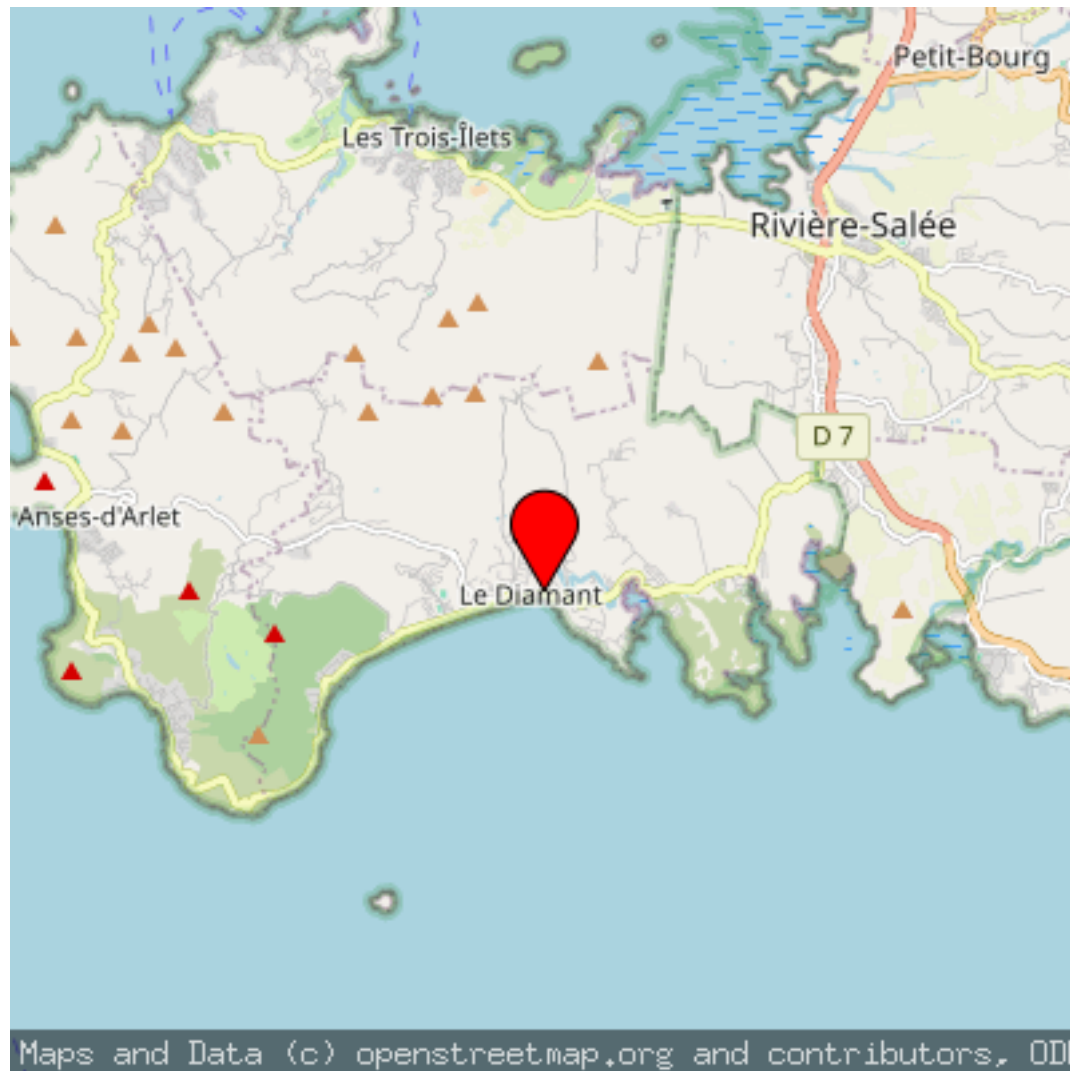 Petit-Bourg
Les Trois-Îlets
Rivière-Salée
D 7
Anses-d'Arlet
Le Diamant
Maps and Data (c) openstreetmap.org and contributors, OD